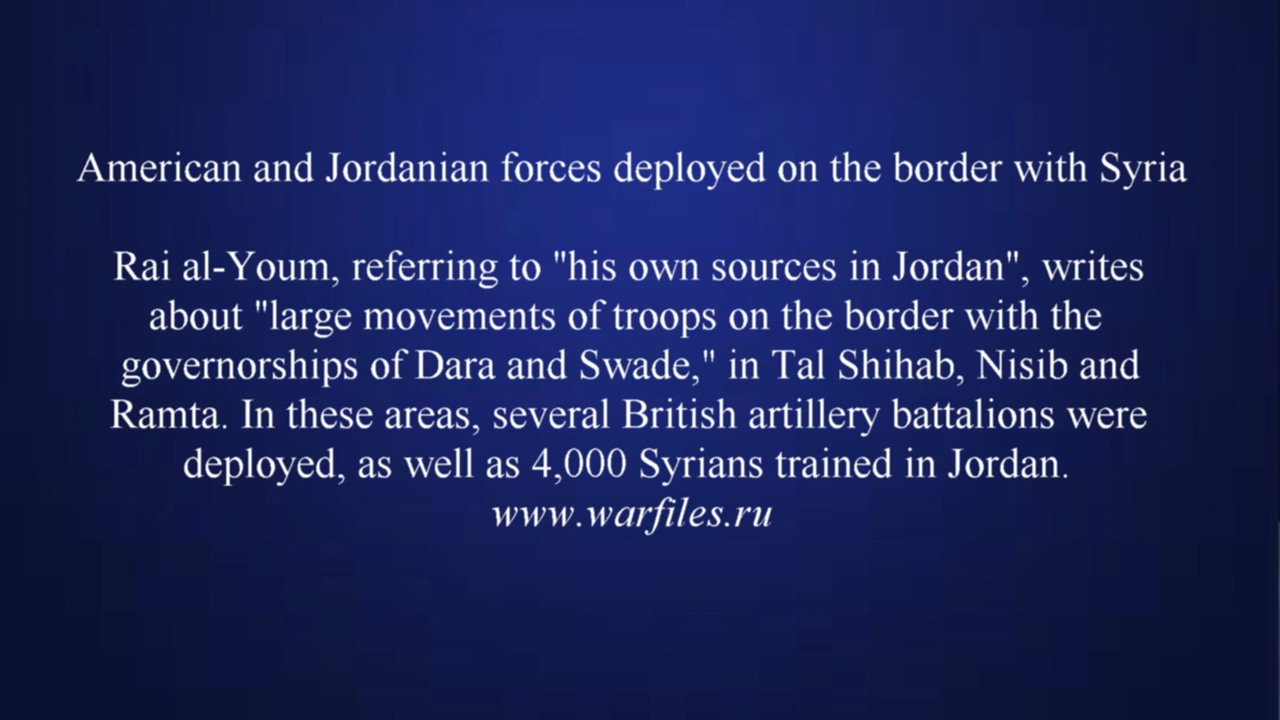 American and Jordanian forces deployed on the border with Syria
Rai al-Youm, referring to "his own sources in Jordan", writes
about "large movements of troops on the border with the
governorships of Dara and Swade," in Tal Shihab, Nisib and
Ramta. In these areas, several British artillery battalions were
deployed, as well as 4,000 Syrians trained in Jordan.
www.warfiles.ru